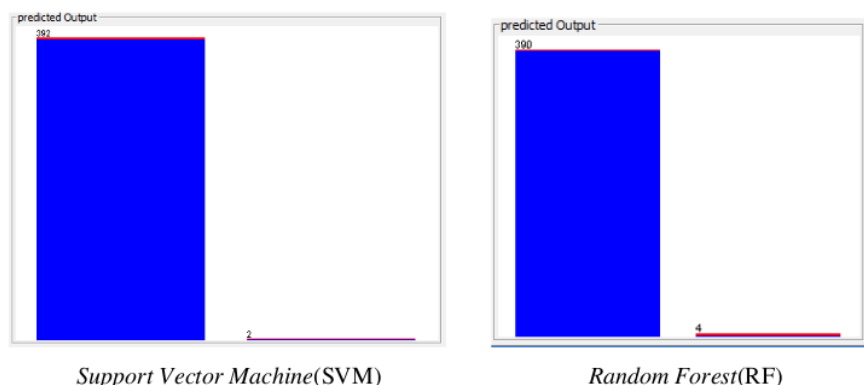 predicted Output
392
2
Support Vector Machine(SVM)
predicted Output
390
4
Random Forest(RF)